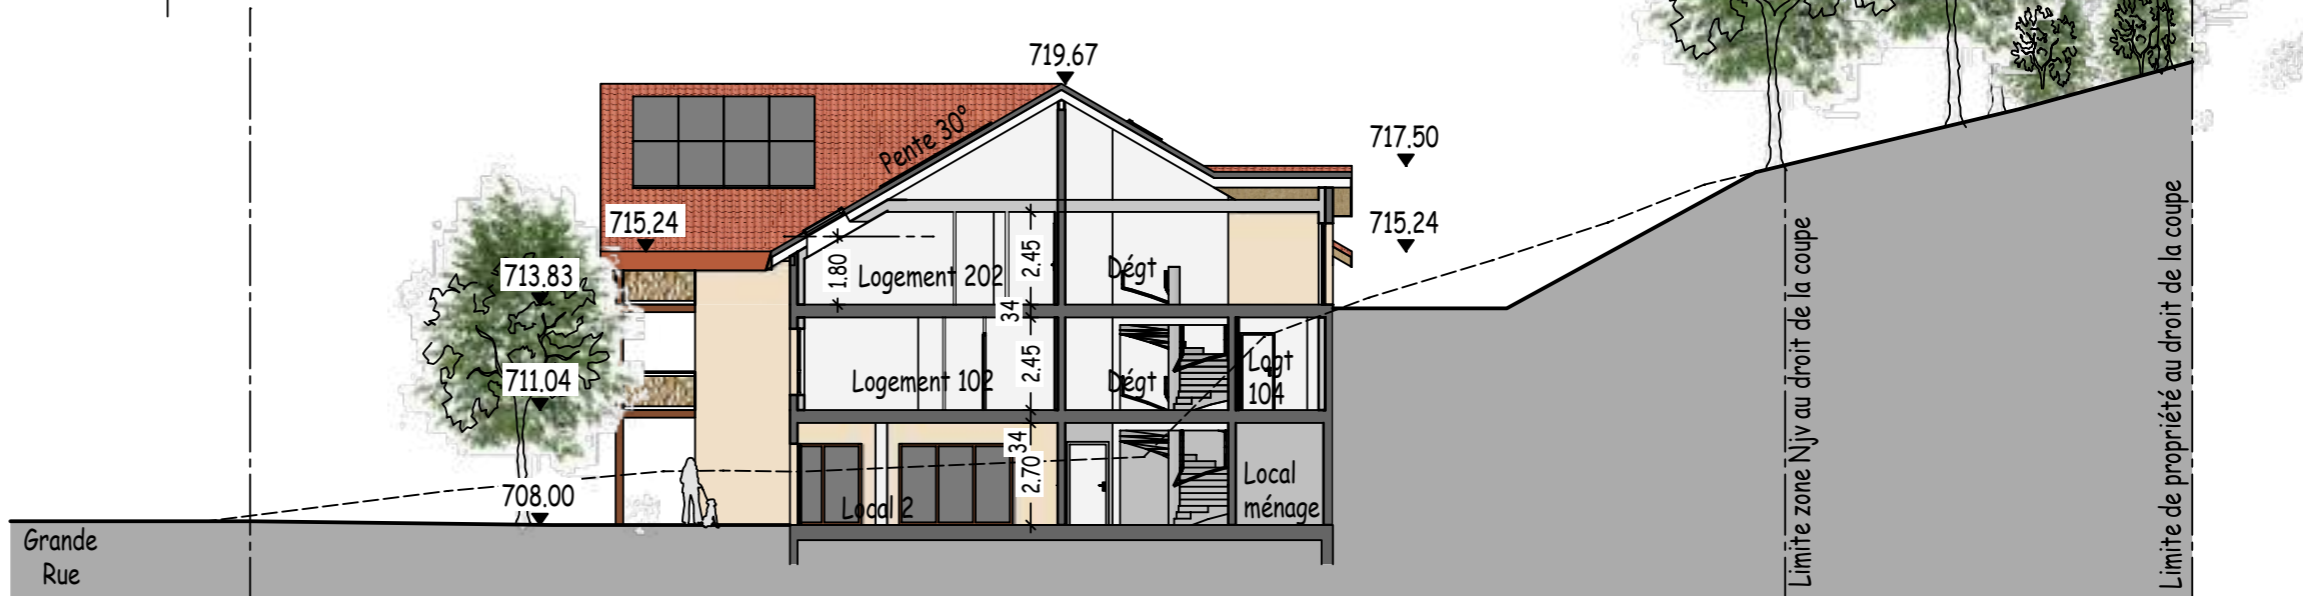 719.67
717.50
Pente 30°
715.24
715.24
713.83
1.80
Logement 202
2.45
Dégt
34
711.04
Logement 102
2.45
Dégt
Logt
104
34
2.70
708.00
Local 2
Local
ménage
Grande
Rue
Limite zone Njv au droit de la coupe
Limite de propriété au droit de la coupe